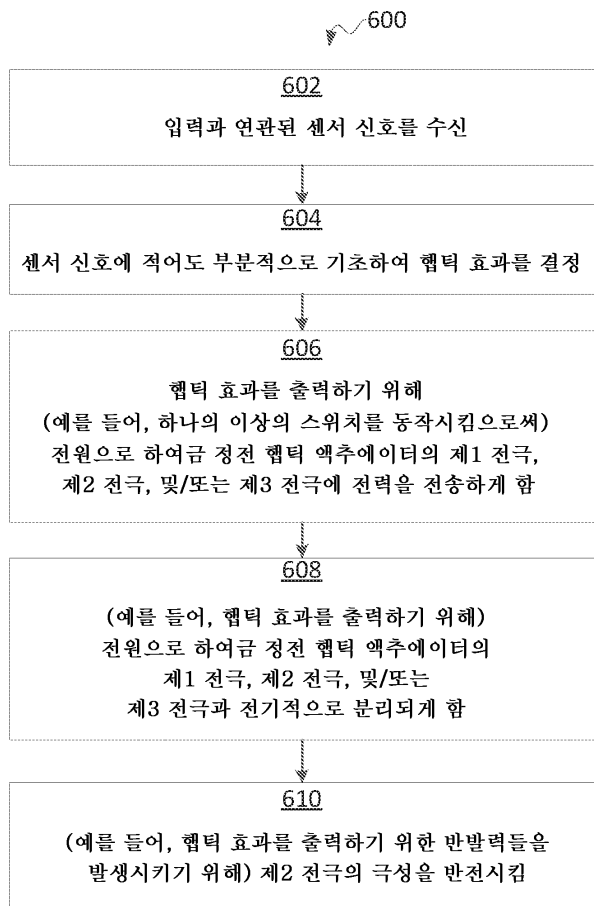 600
602
입력과 연관된 센서 신호를 수신
604
센서 신호에 적어도 부분적으로 기초하여 햅틱 효과를 결정
606
햅틱 효과를 출력하기 위해
(예를 들어, 하나의 이상의 스위치를 동작시킴으로써)
전원으로 하여금 정전 햅틱 액추에이터의 제1 전극,
제2 전극, 및/또는 제3 전극에 전력을 전송하게 함
608
(예를 들어, 햅틱 효과를 출력하기 위해)
전원으로 하여금 정전 햅틱 액추에이터의
제1 전극, 제2 전극, 및/또는
제3 전극과 전기적으로 분리되게 함
610
(예를 들어, 햅틱 효과를 출력하기 위한 반발력들을
발생시키기 위해) 제2 전극의 극성을 반전시킴